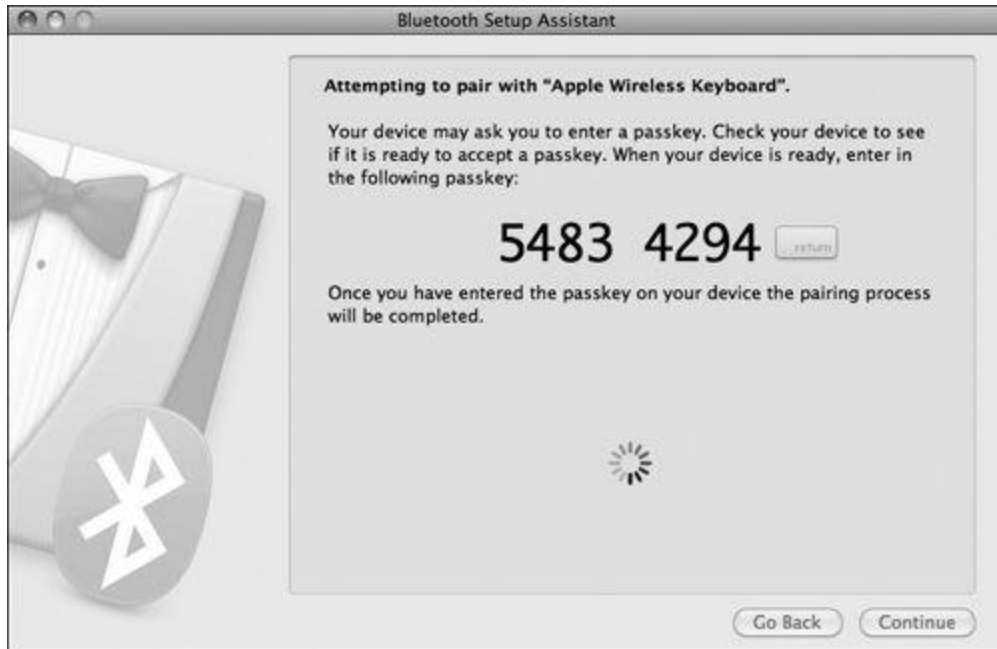 Bluetooth Setup Assistant
Attempting to pair with “Apple Wireless Keyboard”.
Your device may ask you to enter a passkey. Check your device to see
if it is ready to accept a passkey. When your device is ready, enter in
the following passkey:
5483 4294 return
Once you have entered the passkey on your device the pairing process
will be completed.
Go Back Continue